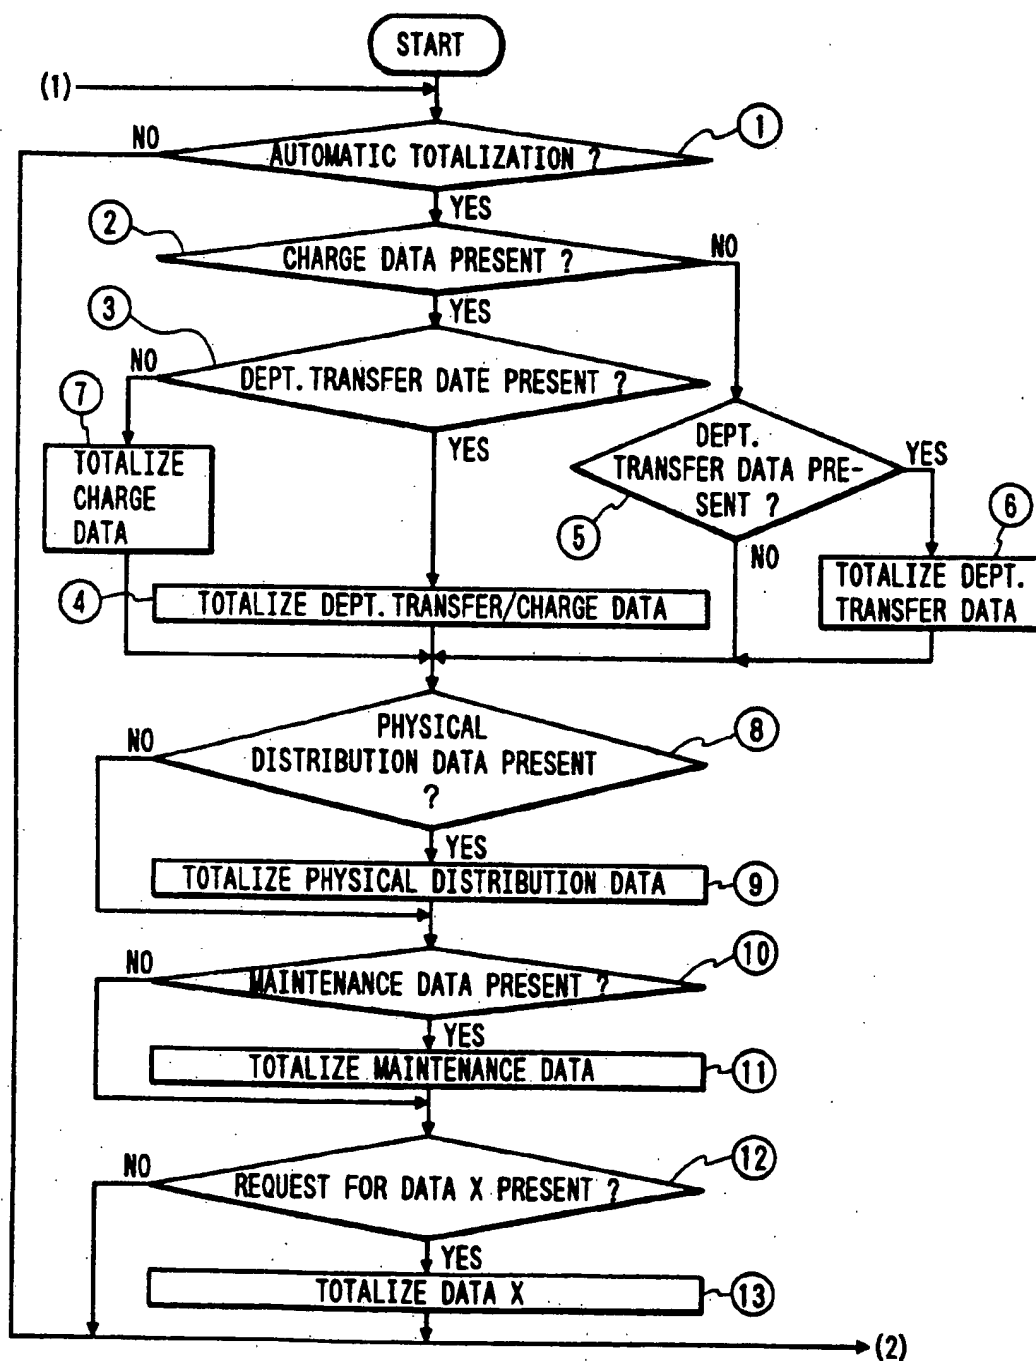 START
(1)
NO
1
AUTOMATIC TOTALIZATION ?
YES
2
NO
CHARGE DATA PRESENT ?
YES
3
NO
DEPT. TRANSFER DATE PRESENT ?
7
YES
DEPT.
TRANSFER DATA PRE-
SENT ?
YES
TOTALIZE
CHARGE
DATA
5
6
NO
4
TOTALIZE DEPT. TRANSFER/CHARGE DATA
TOTALIZE DEPT.
TRANSFER DATA
8
NO
PHYSICAL
DISTRIBUTION DATA PRESENT
?
YES
TOTALIZE PHYSICAL DISTRIBUTION DATA
9
10
NO
MAINTENANCE DATA PRESENT ?
YES
TOTALIZE MAINTENANCE DATA
11
12
NO
REQUEST FOR DATA X PRESENT ?
YES
TOTALIZE DATA X
13
(2)